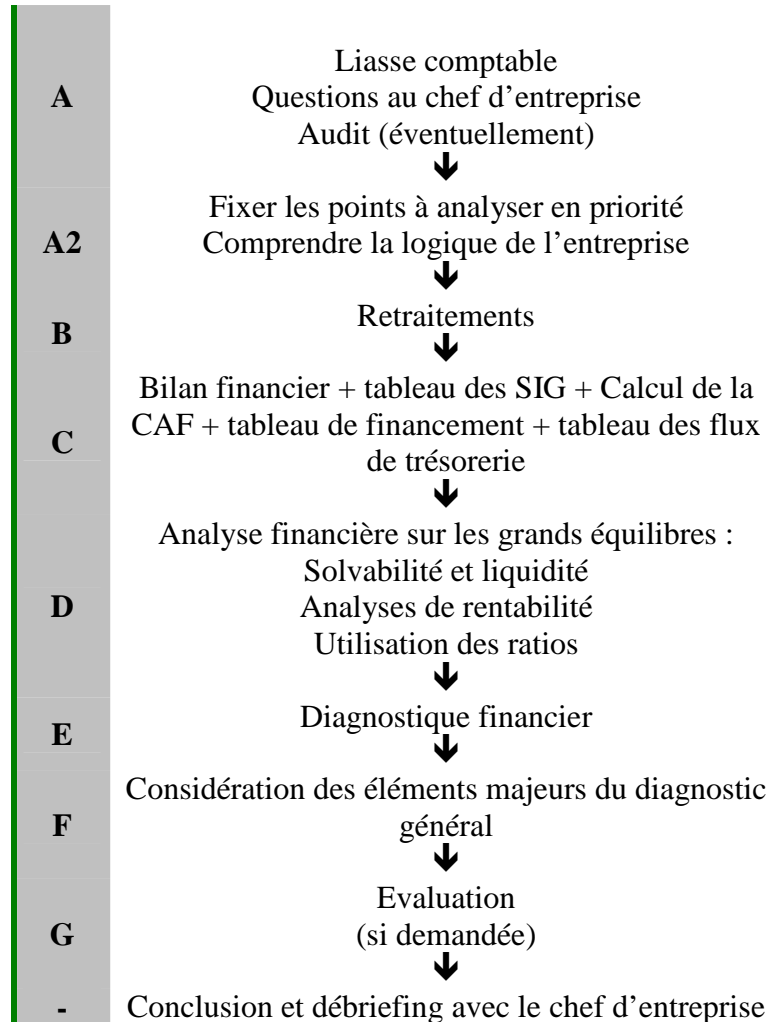 A
Liasse comptable
Questions au chef d’entreprise
Audit (éventuellement)
A2
Fixer les points à analyser en priorité
Comprendre la logique de l’entreprise
B
Retraitements
C
Bilan financier + tableau des SIG + Calcul de la
CAF + tableau de financement + tableau des flux
de trésorerie
D
Analyse financière sur les grands équilibres :
Solvabilité et liquidité
Analyses de rentabilité
Utilisation des ratios
E
Diagnostique financier
F
Considération des éléments majeurs du diagnostic
général
G
Evaluation
(si demandée)
-
Conclusion et débriefing avec le chef d’entreprise